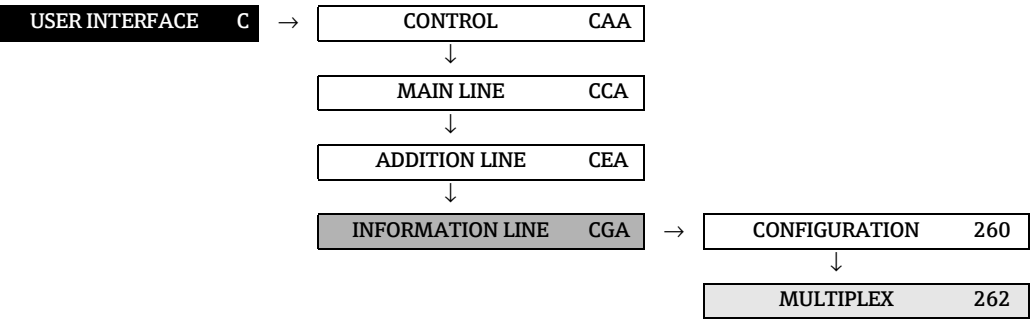 USER INTERFACE C → CONTROL CAA
↓
MAIN LINE CCA
↓
ADDITION LINE CEA
↓
INFORMATION LINE CGA → CONFIGURATION 260
↓
MULTIPLEX 262